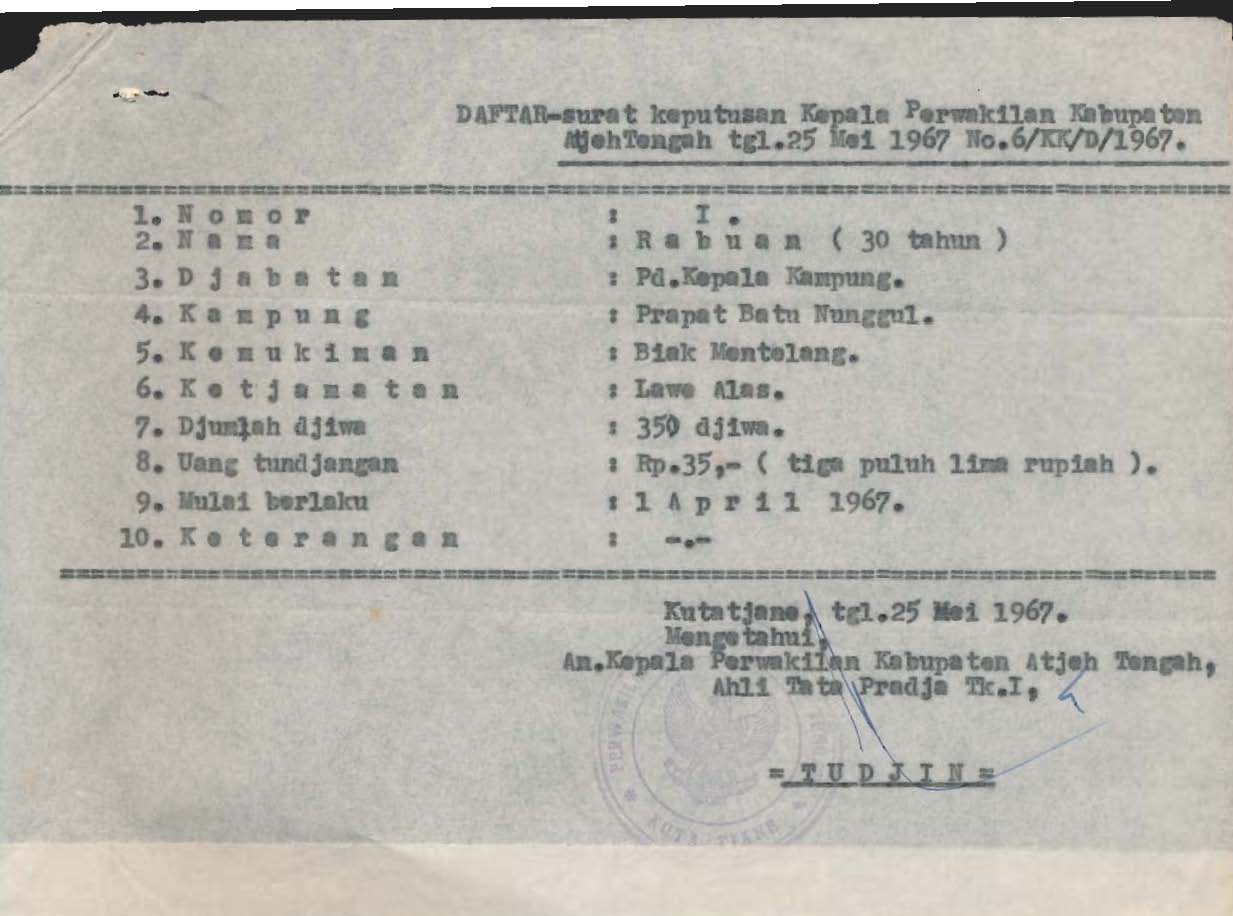 DAFTAR-surat keputusan Kepala Perwakilan Kabupaten
AtjehTengah tgl.25 Mei 1967 No.6/KK/D/1967.
1. N o m o r : I .
2. N a m a : R a b u a n ( 30 tahun )
3. D j a b a t a n : Pd.Kepala Kampung.
4. K a m p u n g : Prapat Batu Nunggul.
5. K e m u k i m a n : Biak Mentelang.
6. K e t j a m a t a n : Lawe Alas.
7. Djumlah djiwa : 350 djiwa.
8. Uang tundjangan : Rp.35,- ( tiga puluh lima rupiah ).
9. Mulai berlaku : 1 A p r i l 1967.
10. K e t e r a n g a n : -.-
Kutatjane, tgl.25 Mei 1967.
Mengetahui,
An.Kepala Perwakilan Kabupaten Atjeh Tengah,
Ahli Tata Pradja Tk.I,
= T U D J I N =
KUTA-TJANE